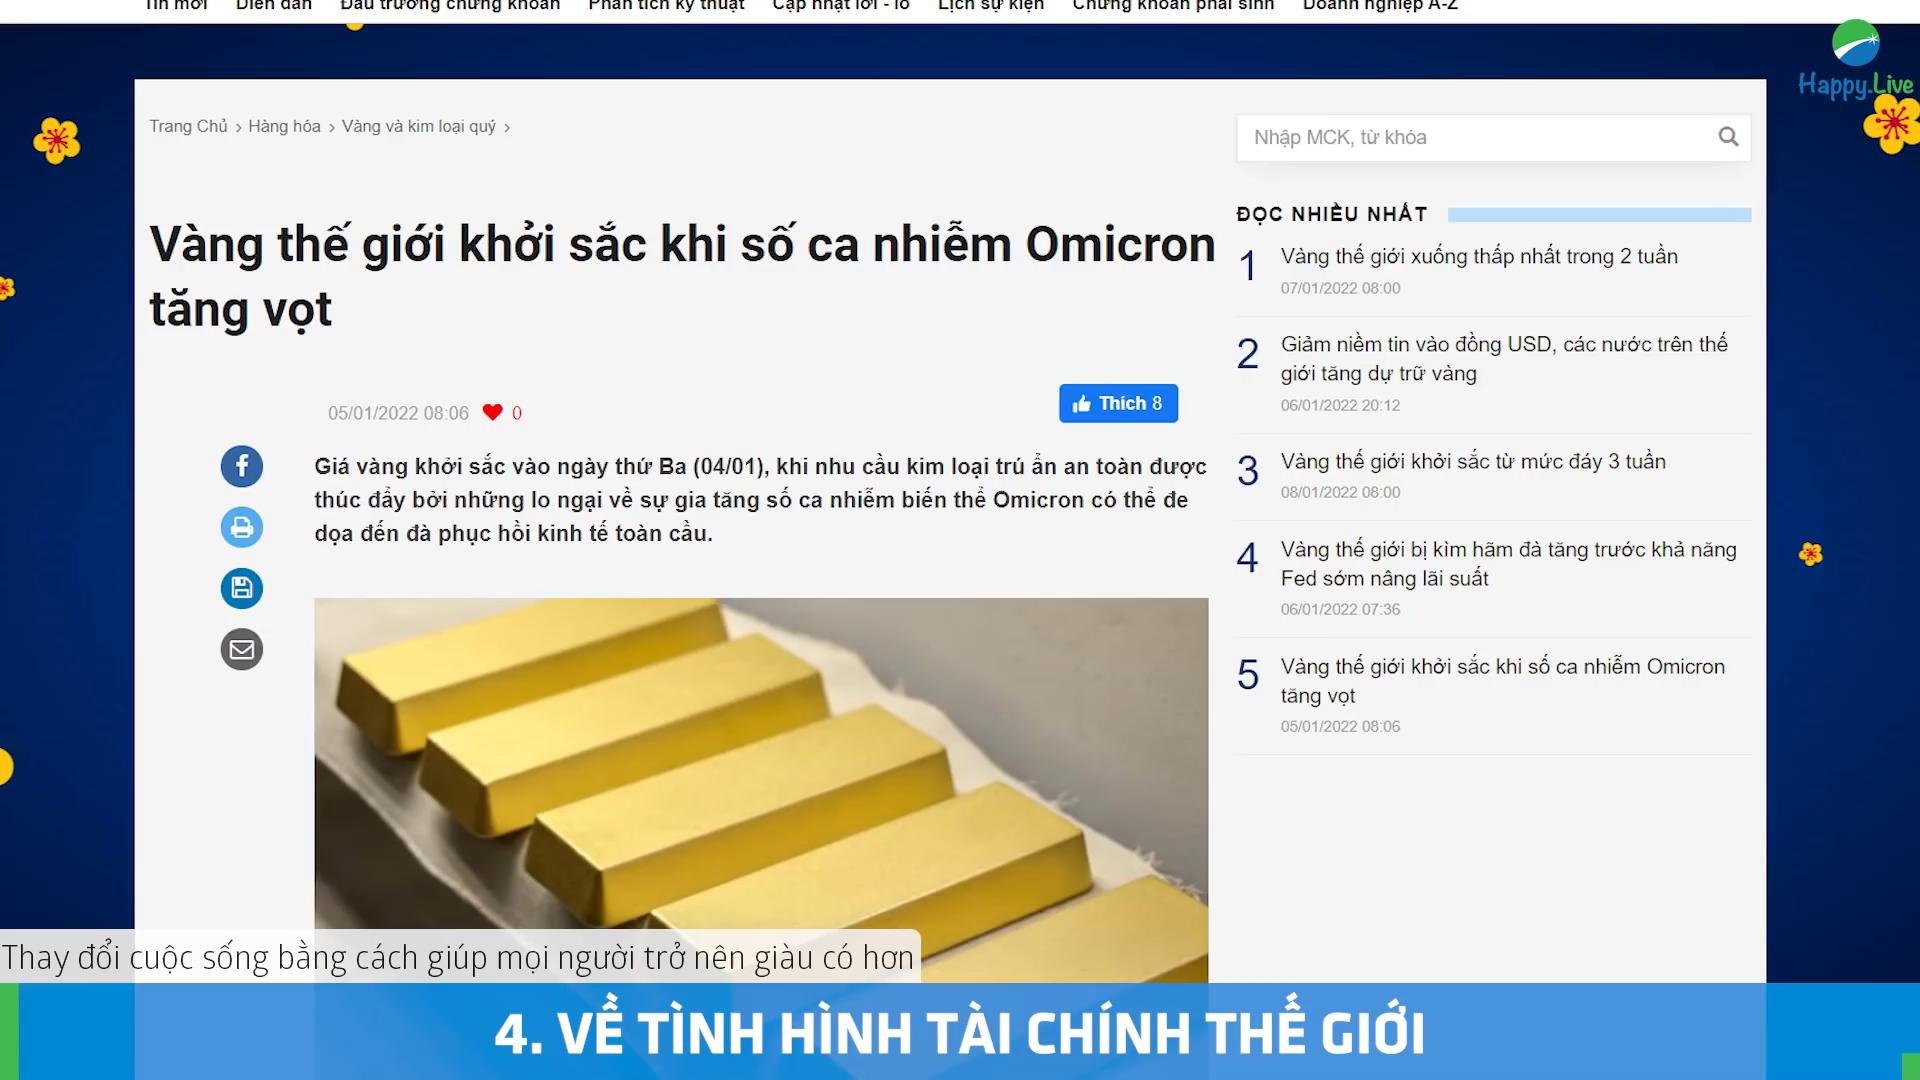 Tin mới Diễn đàn Đấu trường chứng khoán Phân tích kỹ thuật Cập nhật lời - lỗ Lịch sự kiện Chứng khoán phái sinh Doanh nghiệp A-Z
Happy.Live
Trang Chủ › Hàng hóa › Vàng và kim loại quý ›
Nhập MCK, từ khóa
Vàng thế giới khởi sắc khi số ca nhiễm Omicron
tăng vọt
05/01/2022 08:06 0
Thích 8
Giá vàng khởi sắc vào ngày thứ Ba (04/01), khi nhu cầu kim loại trú ẩn an toàn được
thúc đẩy bởi những lo ngại về sự gia tăng số ca nhiễm biến thể Omicron có thể đe
dọa đến đà phục hồi kinh tế toàn cầu.
ĐỌC NHIỀU NHẤT
1 Vàng thế giới xuống thấp nhất trong 2 tuần
07/01/2022 08:00
2 Giảm niềm tin vào đồng USD, các nước trên thế
giới tăng dự trữ vàng
06/01/2022 20:12
3 Vàng thế giới khởi sắc từ mức đáy 3 tuần
08/01/2022 08:00
4 Vàng thế giới bị kìm hãm đà tăng trước khả năng
Fed sớm nâng lãi suất
06/01/2022 07:36
5 Vàng thế giới khởi sắc khi số ca nhiễm Omicron
tăng vọt
05/01/2022 08:06
Thay đổi cuộc sống bằng cách giúp mọi người trở nên giàu có hơn
4. VỀ TÌNH HÌNH TÀI CHÍNH THẾ GIỚI